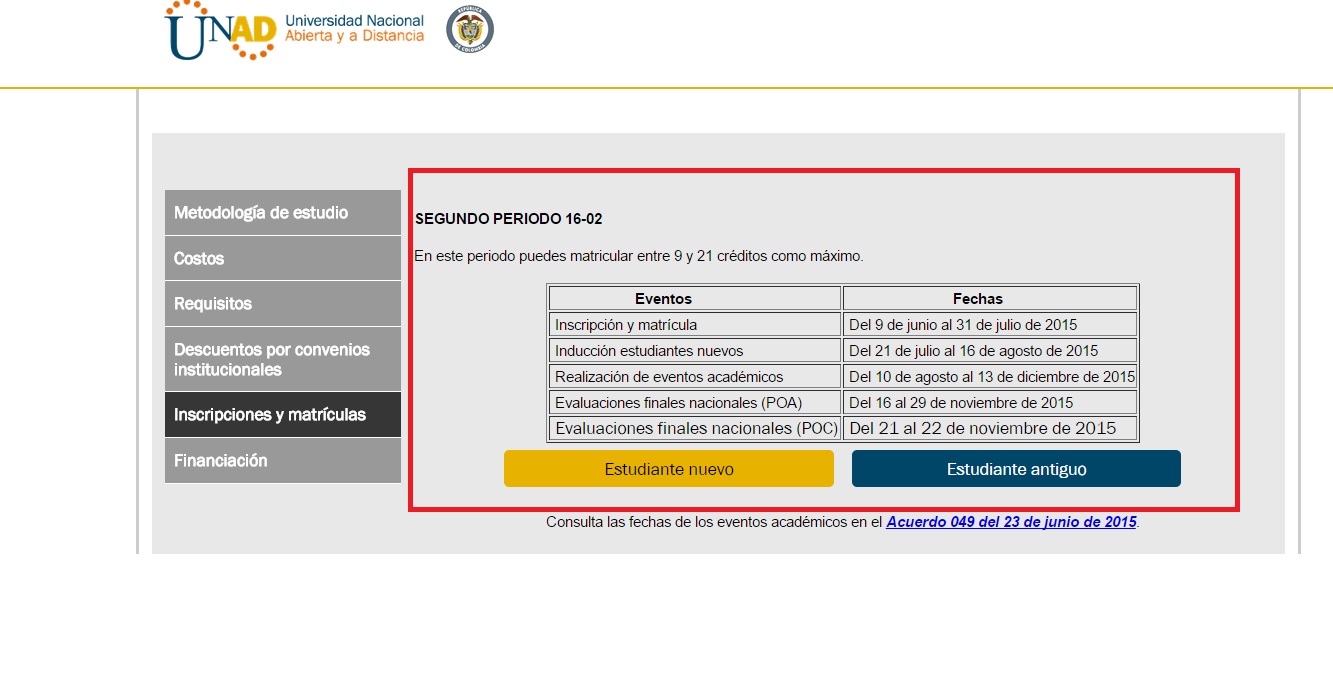 UNAD
Universidad Nacional
Abierta y a Distancia
REPÚBLICA
DE COLOMBIA
Metodología de estudio
Costos
Requisitos
Descuentos por convenios
institucionales
Inscripciones y matrículas
Financiación
SEGUNDO PERIODO 16-02
En este periodo puedes matricular entre 9 y 21 créditos como máximo.
Eventos Fechas
Inscripción y matrícula Del 9 de junio al 31 de julio de 2015
Inducción estudiantes nuevos Del 21 de julio al 16 de agosto de 2015
Realización de eventos académicos Del 10 de agosto al 13 de diciembre de 2015
Evaluaciones finales nacionales (POA) Del 16 al 29 de noviembre de 2015
Evaluaciones finales nacionales (POC) Del 21 al 22 de noviembre de 2015
Estudiante nuevo Estudiante antiguo
Consulta las fechas de los eventos académicos en el Acuerdo 049 del 23 de junio de 2015.